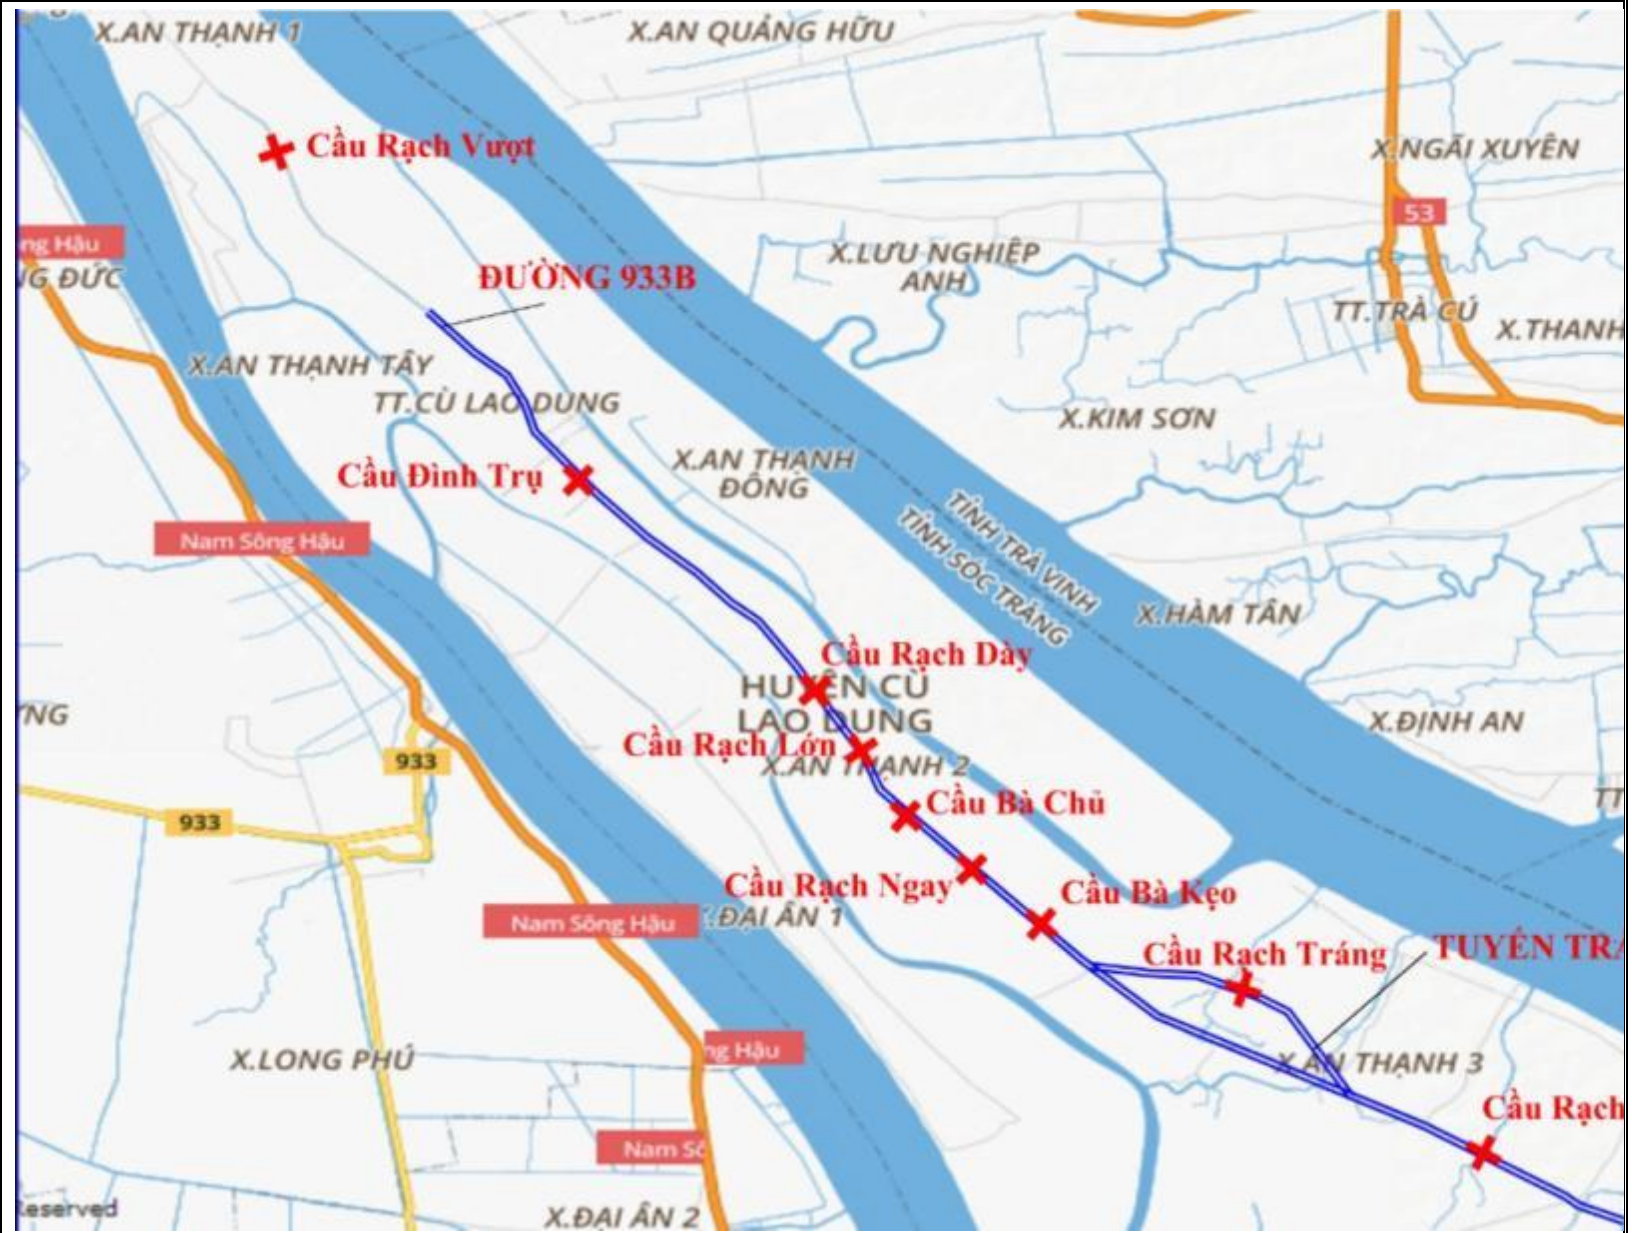 X.AN THẠNH 1
X.AN QUẢNG HỮU
Cầu Rạch Vượt
X.NGÃI XUYÊN
53
ng Hậu
NG ĐỨC
X.LƯU NGHIỆP
ANH
ĐƯỜNG 933B
TT.TRÀ CÚ
X.THANH
X.AN THẠNH TÂY
TT.CÙ LAO DUNG
X.KIM SƠN
Cầu Đình Trụ
X.AN THẠNH
ĐÔNG
Nam Sông Hậu
TỈNH TRÀ VINH
TỈNH SÓC TRĂNG
X.HÀM TÂN
Cầu Rạch Dày
HUYỆN CÙ
LAO DUNG
X.ĐỊNH AN
Cầu Rạch Lớn
X.AN THẠNH 2
933
Cầu Bà Chủ
TT
933
Cầu Rạch Ngay
Cầu Bà Kẹo
Nam Sông Hậu
X.ĐẠI ÂN 1
Cầu Rạch Tráng
TUYẾN TRÁ
ng Hậu
X.LONG PHÚ
X.AN THẠNH 3
Cầu Rạch
Nam Sô
Reserved
X.ĐẠI ÂN 2